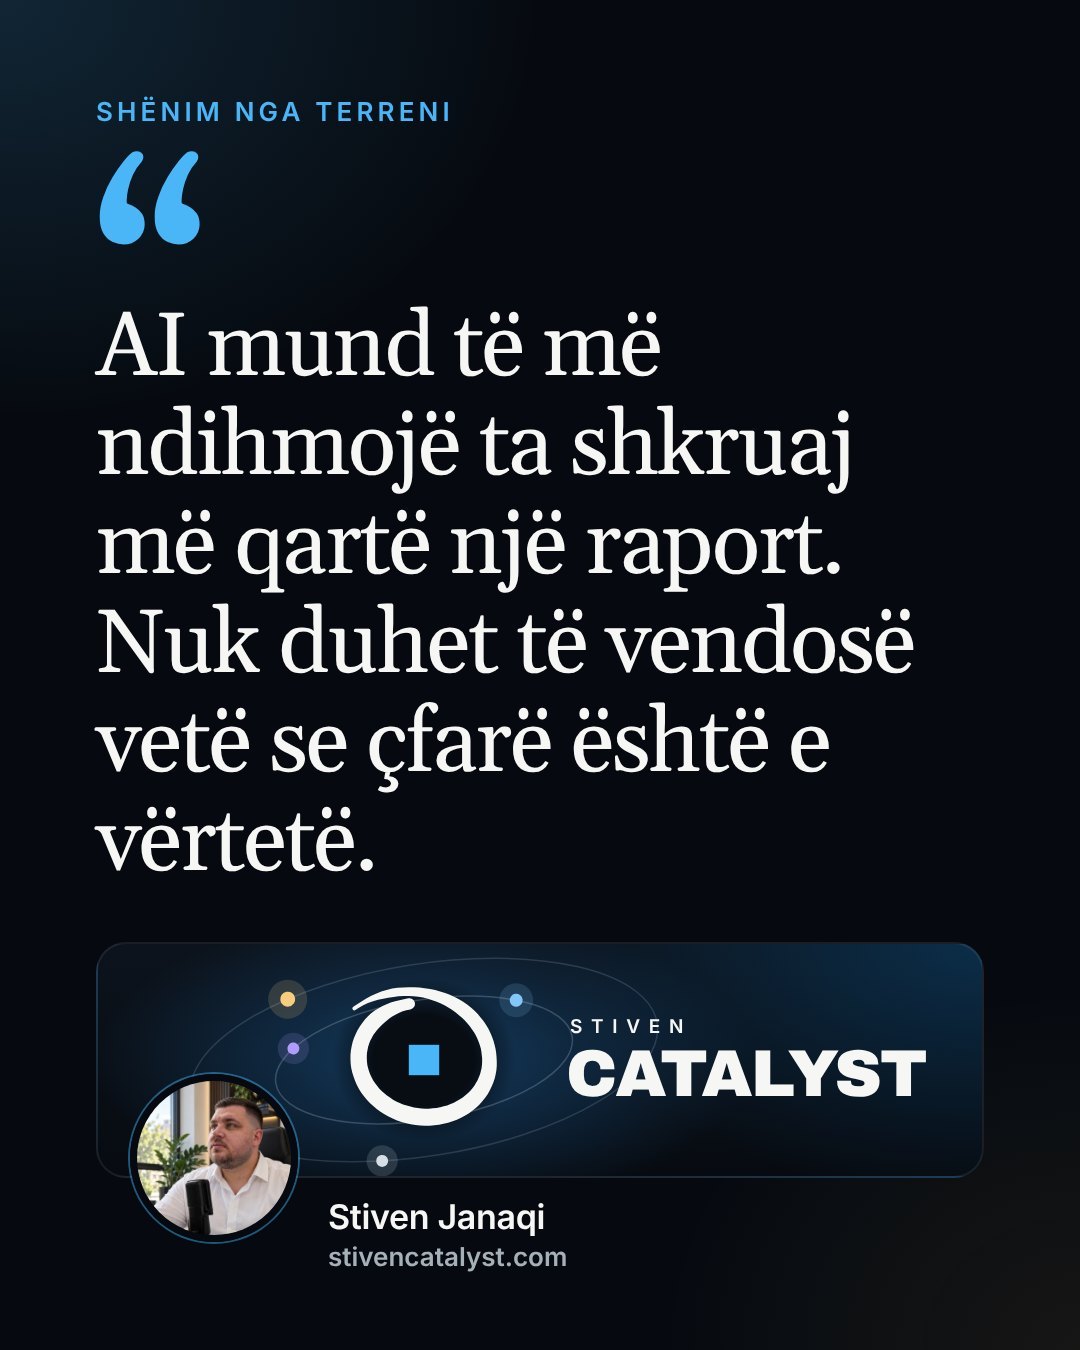 SHËNIM NGA TERRENI
“
AI mund të më
ndihmojë ta shkruaj
më qartë një raport.
Nuk duhet të vendosë
vetë se çfarë është e
vërtetë.
STIVEN
CATALYST
Stiven Janaqi
stivencatalyst.com